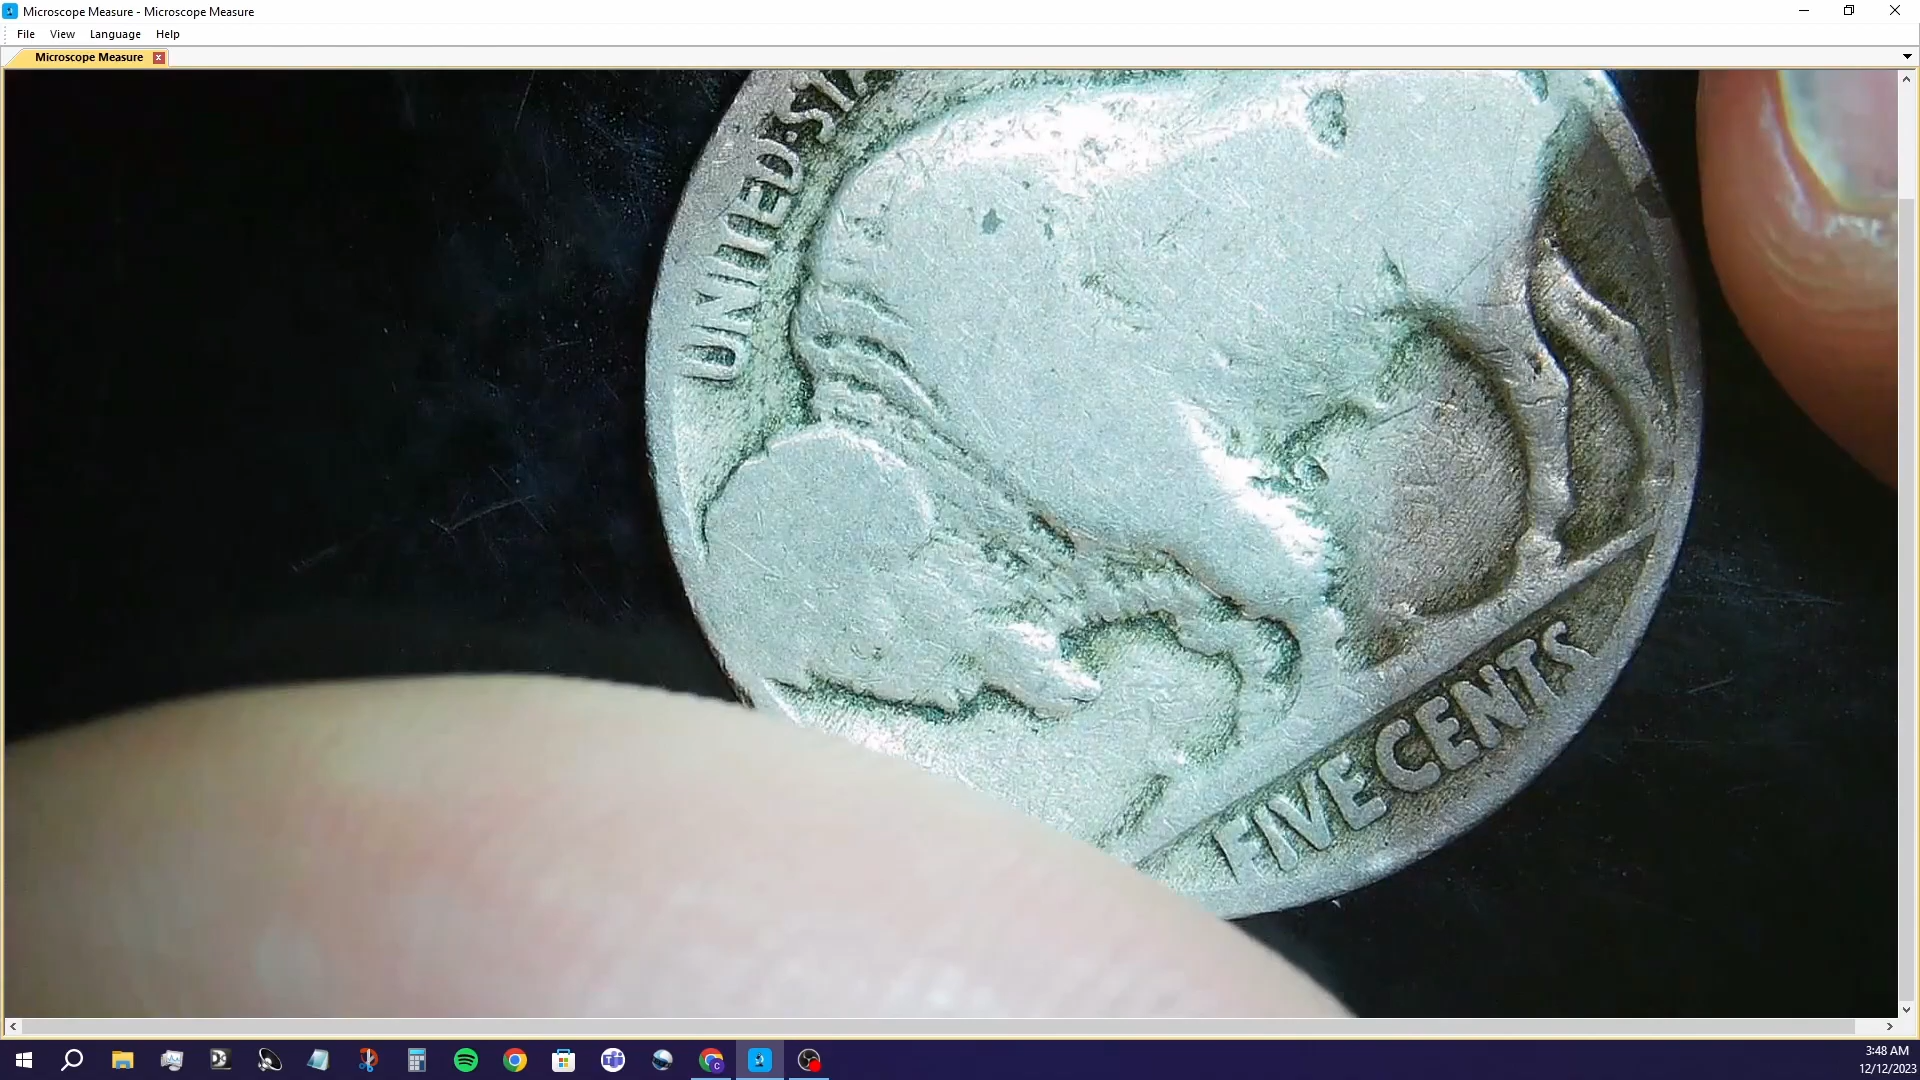 Microscope Measure - Microscope Measure
File View Language Help
Microscope Measure
UNITED STA
FIVE CENTS
3:48 AM
12/12/2023